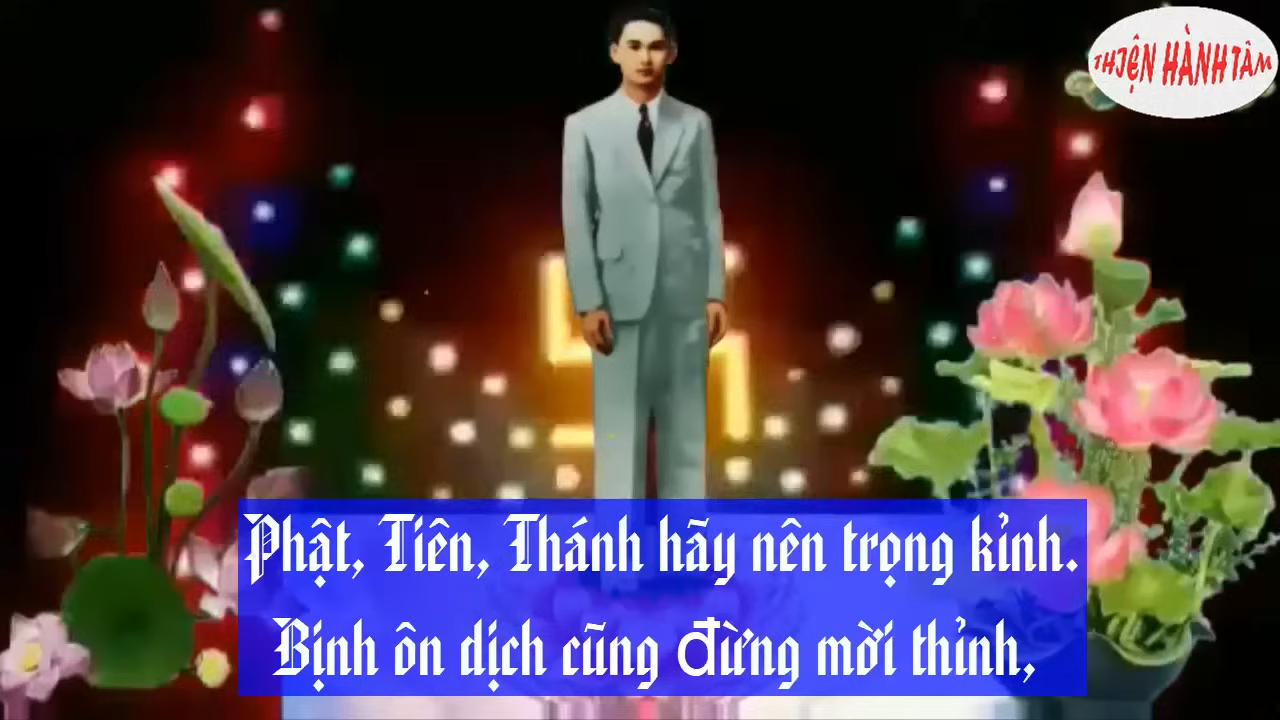 THIỆN HÀNH TÂM
Phật, Tiên, Thánh hãy nên trọng kỉnh.
Bịnh ôn dịch cũng đừng mời thỉnh,